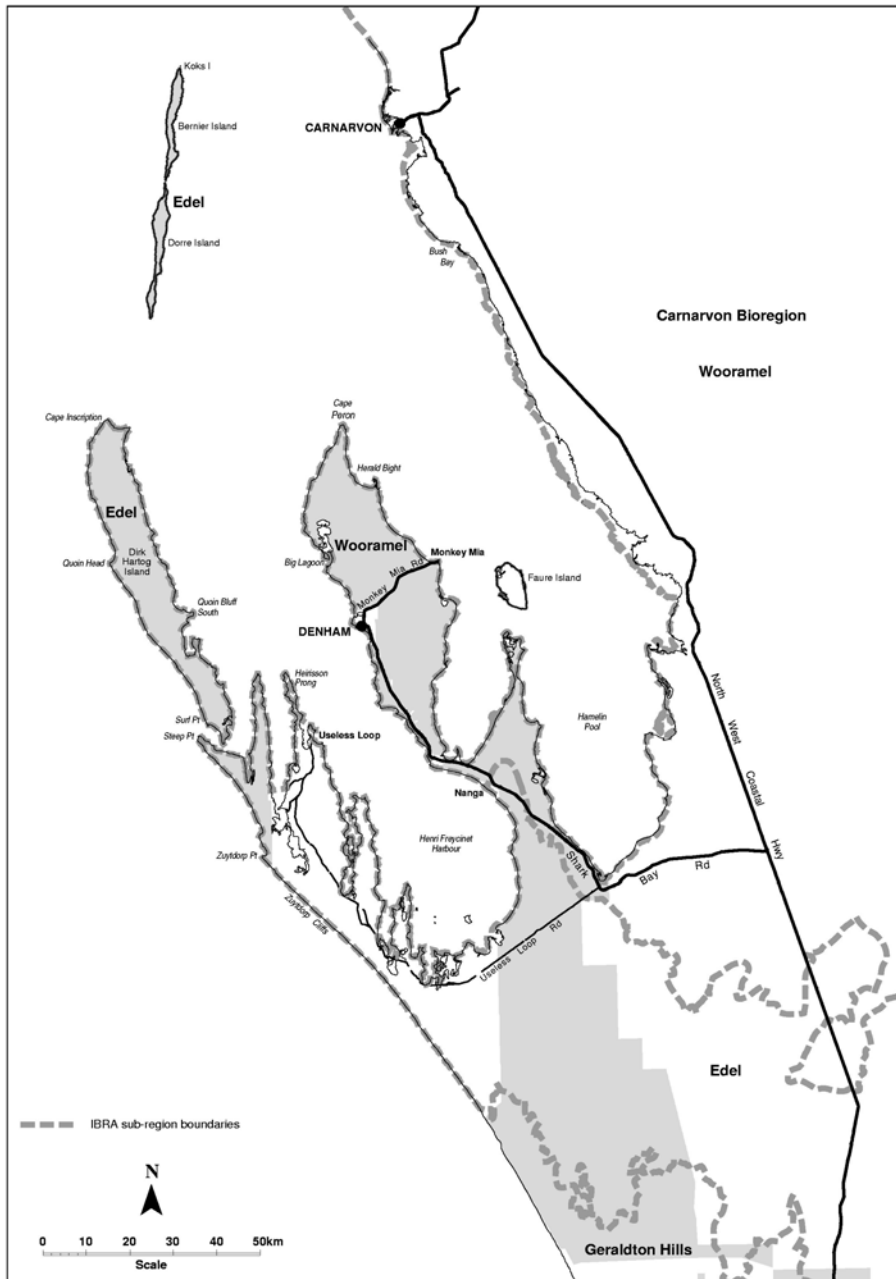 Koks I
Bernier Island
CARNARVON
Edel
Dorre Island
Bush
Bay
Carnarvon Bioregion
Wooramel
Cape
Peron
Cape Inscription
Herald Bight
Edel
Wooramel
Monkey Mia
Quoin Head
Dirk
Hartog
Island
Big Lagoon
Faure Island
Monkey Mia Rd
Quoin Bluff
South
DENHAM
Heirisson
Prong
North West Coastal Hwy
Surf Pt
Steep Pt
Useless Loop
Hamelin
Pool
Nanga
Henri Freycinet
Harbour
Zuytdorp Pt
Shark Bay Rd
Zuytdorp Cliffs
Useless Loop Rd
Edel
IBRA sub-region boundaries
N
0 10 20 30 40 50km
Scale
Geraldton Hills